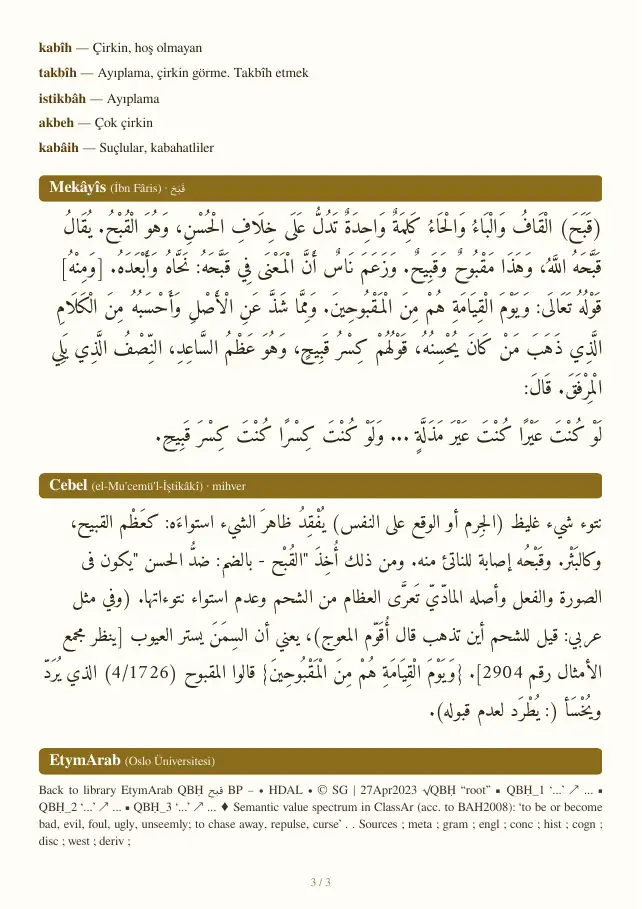 kabîh — Çirkin, hoş olmayan
takbîh — Ayıplama, çirkin görme. Takbîh etmek
istikbâh — Ayıplama
akbeh — Çok çirkin
kabâih — Suçlular, kabahatliler
Mekâyîs (İbn Fâris) · قَبَحَ
(قَبَحَ) الْقَافُ وَالْبَاءُ وَالْحَاءُ كَلِمَةٌ وَاحِدَةٌ تَدُلُّ عَلَى خِلَافِ الْحُسْنِ، وَهُوَ الْقُبْحُ. يُقَالُ
قَبَّحَهُ اللَّهُ، وَهَذَا مَقْبُوحٌ وَقَبِيحٌ. وَزَعَمَ نَاسٌ أَنَّ الْمَعْنَى فِي قَبَّحَهُ: نَحَّاهُ وَأَبْعَدَهُ. [وَمِنْهُ]
قَوْلُهُ تَعَالَى: وَيَوْمَ الْقِيَامَةِ هُمْ مِنَ الْمَقْبُوحِينَ. وَمِمَّا شَذَّ عَنِ الْأَصْلِ وَأَحْسَبُهُ مِنَ الْكَلَامِ
الَّذِي ذَهَبَ مَنْ كَانَ يُحْسِنُهُ، قَوْلُهُمْ كِسْرُ قَبِيحٍ، وَهُوَ عَظْمُ السَّاعِدِ، النِّصْفُ الَّذِي يَلِي
الْمِرْفَقَ. قَالَ:
لَوْ كُنْتَ عَيْرًا كُنْتَ عَيْرَ مَذَلَّةٍ ... وَلَوْ كُنْتَ كِسْرًا كُنْتَ كِسْرَ قَبِيحِ.
Cebel (el-Mu'cemü'l-İştikâkî) · mihver
نتوء شيء غليظ (الجِرم أو الوقع على النفس) يُفْقِدُ ظاهرَ الشيء استواءَه: كعَظْم القبيح،
وكالبَثْر. وقَبْحُه إصابة للناتئ منه. ومن ذلك أُخِذَ "القُبْح - بالضم: ضدُّ الحسن "يكون فى
الصورة والفعل وأصله المادّيّ تَعرَّى العظام من الشحم وعدم استواء نتوءاتها. (وفي مثل
عربي: قيل للشحم أين تذهب قال أُقَوّم المعوج)، يعني أن السِمَنَ يستر العيوب [ينظر مجمع
الأمثال رقم 2904]. {وَيَوْمَ الْقِيَامَةِ هُمْ مِنَ الْمَقْبُوحِينَ} قالوا المقبوح (4/1726) الذي يُرَدّ
ويُخْسَأ (: يُطْرَد لعدم قبوله).
EtymArab (Oslo Üniversitesi)
Back to library EtymArab QBḤ قبح BP – • HDAL • © SG | 27Apr2023 √QBḤ “root” ▪ QBḤ_1 ‘...’ ↗ ... ▪
QBḤ_2 ‘...’ ↗ ... ▪ QBḤ_3 ‘...’ ↗ ... ♦ Semantic value spectrum in ClassAr (acc. to BAH2008): ‘to be or become
bad, evil, foul, ugly, unseemly; to chase away, repulse, curse’ . . Sources ; meta ; gram ; engl ; conc ; hist ; cogn ;
disc ; west ; deriv ;
3 / 3